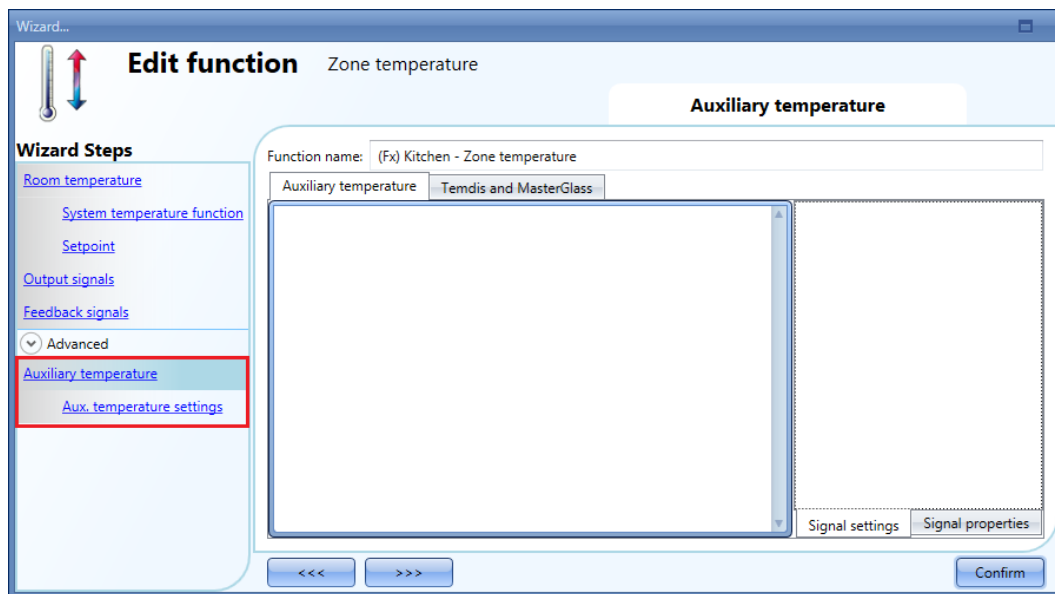 Wizard...
Edit function Zone temperature
Auxiliary temperature
Wizard Steps
Room temperature
System temperature function
Setpoint
Output signals
Feedback signals
Advanced
Auxiliary temperature
Aux. temperature settings
Function name: (Fx) Kitchen - Zone temperature
Auxiliary temperature Temdis and MasterGlass
Signal settings Signal properties
<<< >>> Confirm